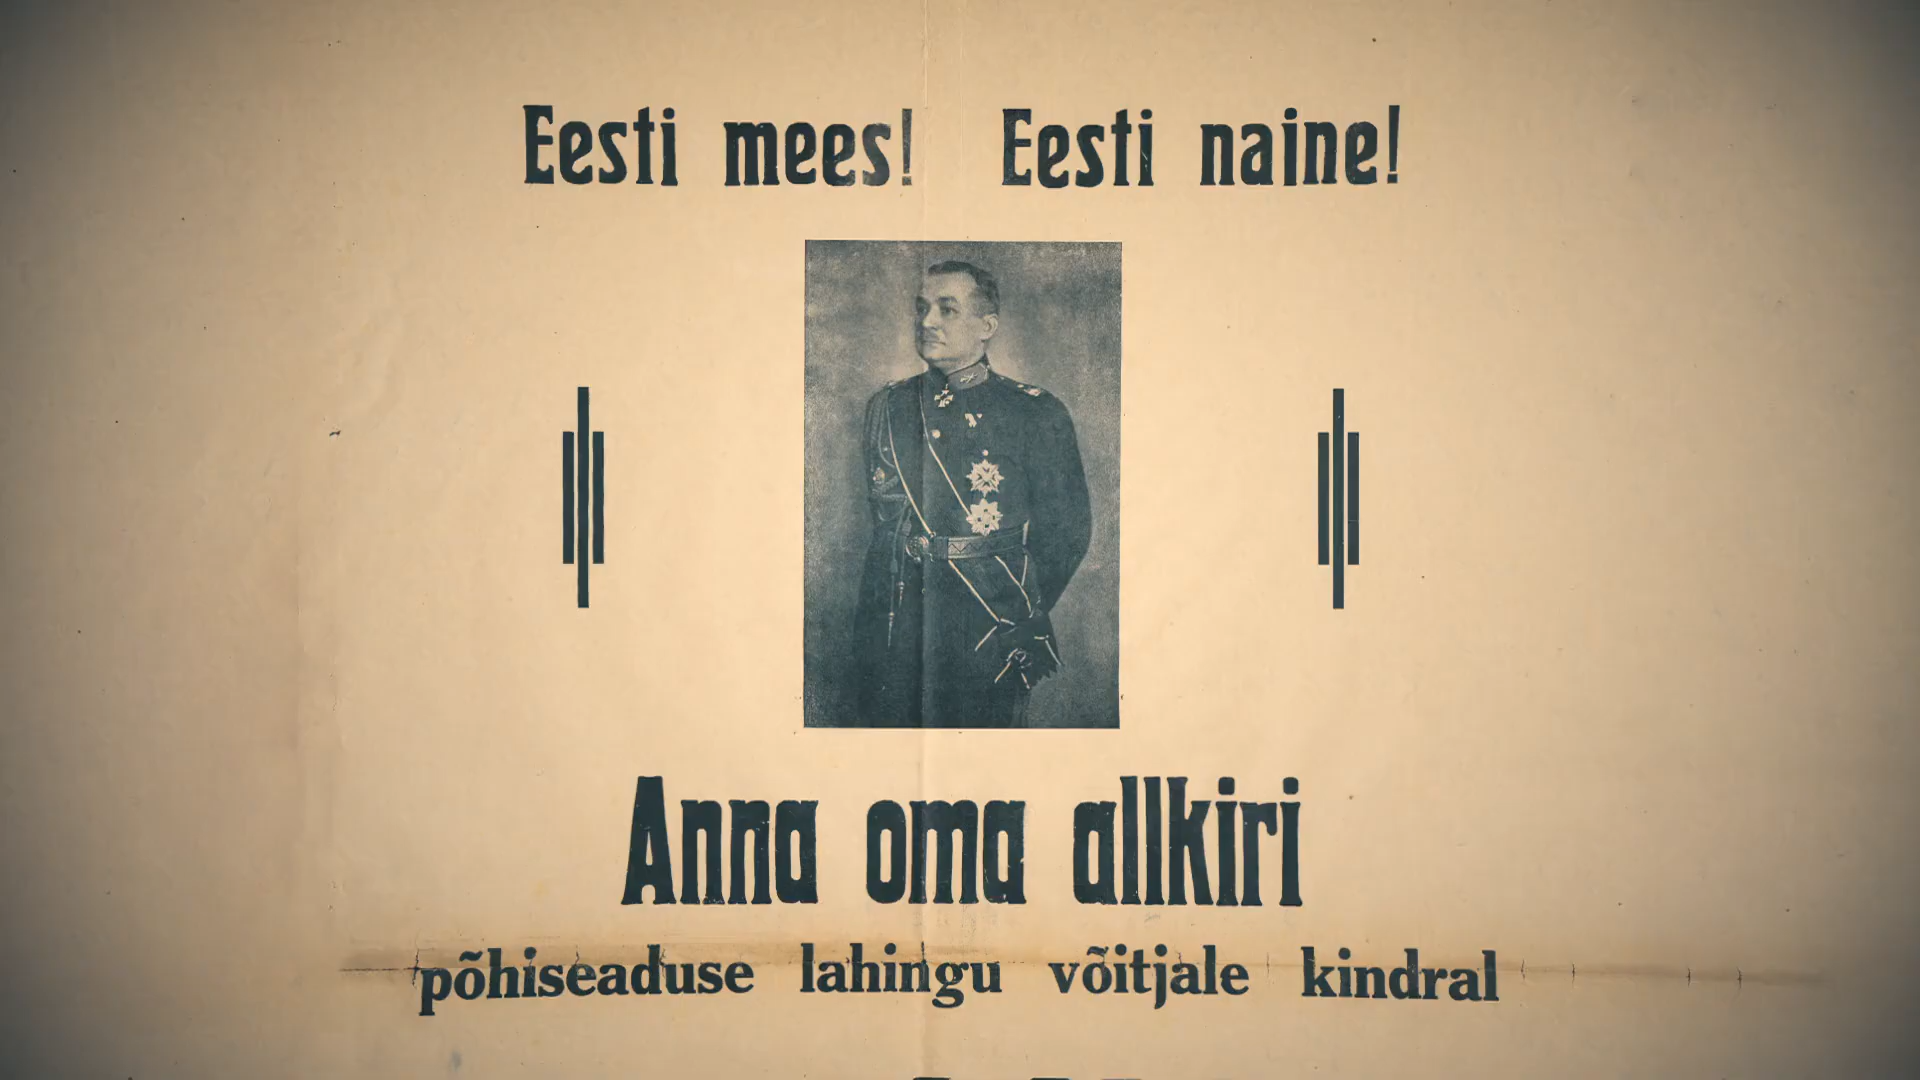 Eesti mees! Eesti naine!
Anna oma allkiri
põhiseaduse lahingu võitjale kindral